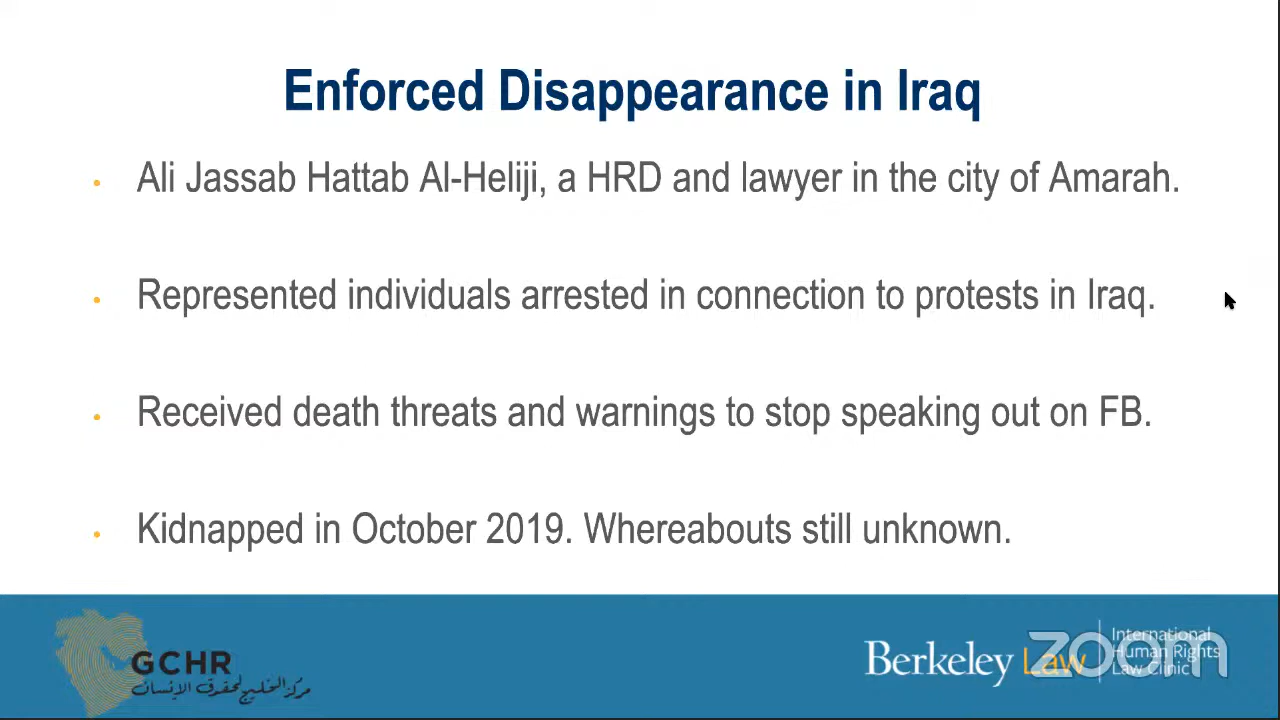 Enforced Disappearance in Iraq
• Ali Jassab Hattab Al-Heliji, a HRD and lawyer in the city of Amarah.
• Represented individuals arrested in connection to protests in Iraq.
• Received death threats and warnings to stop speaking out on FB.
• Kidnapped in October 2019. Whereabouts still unknown.
GCHR
مركز الخليج لحقوق الإنسان
Berkeley Law
International
Human Rights
Law Clinic
zoom